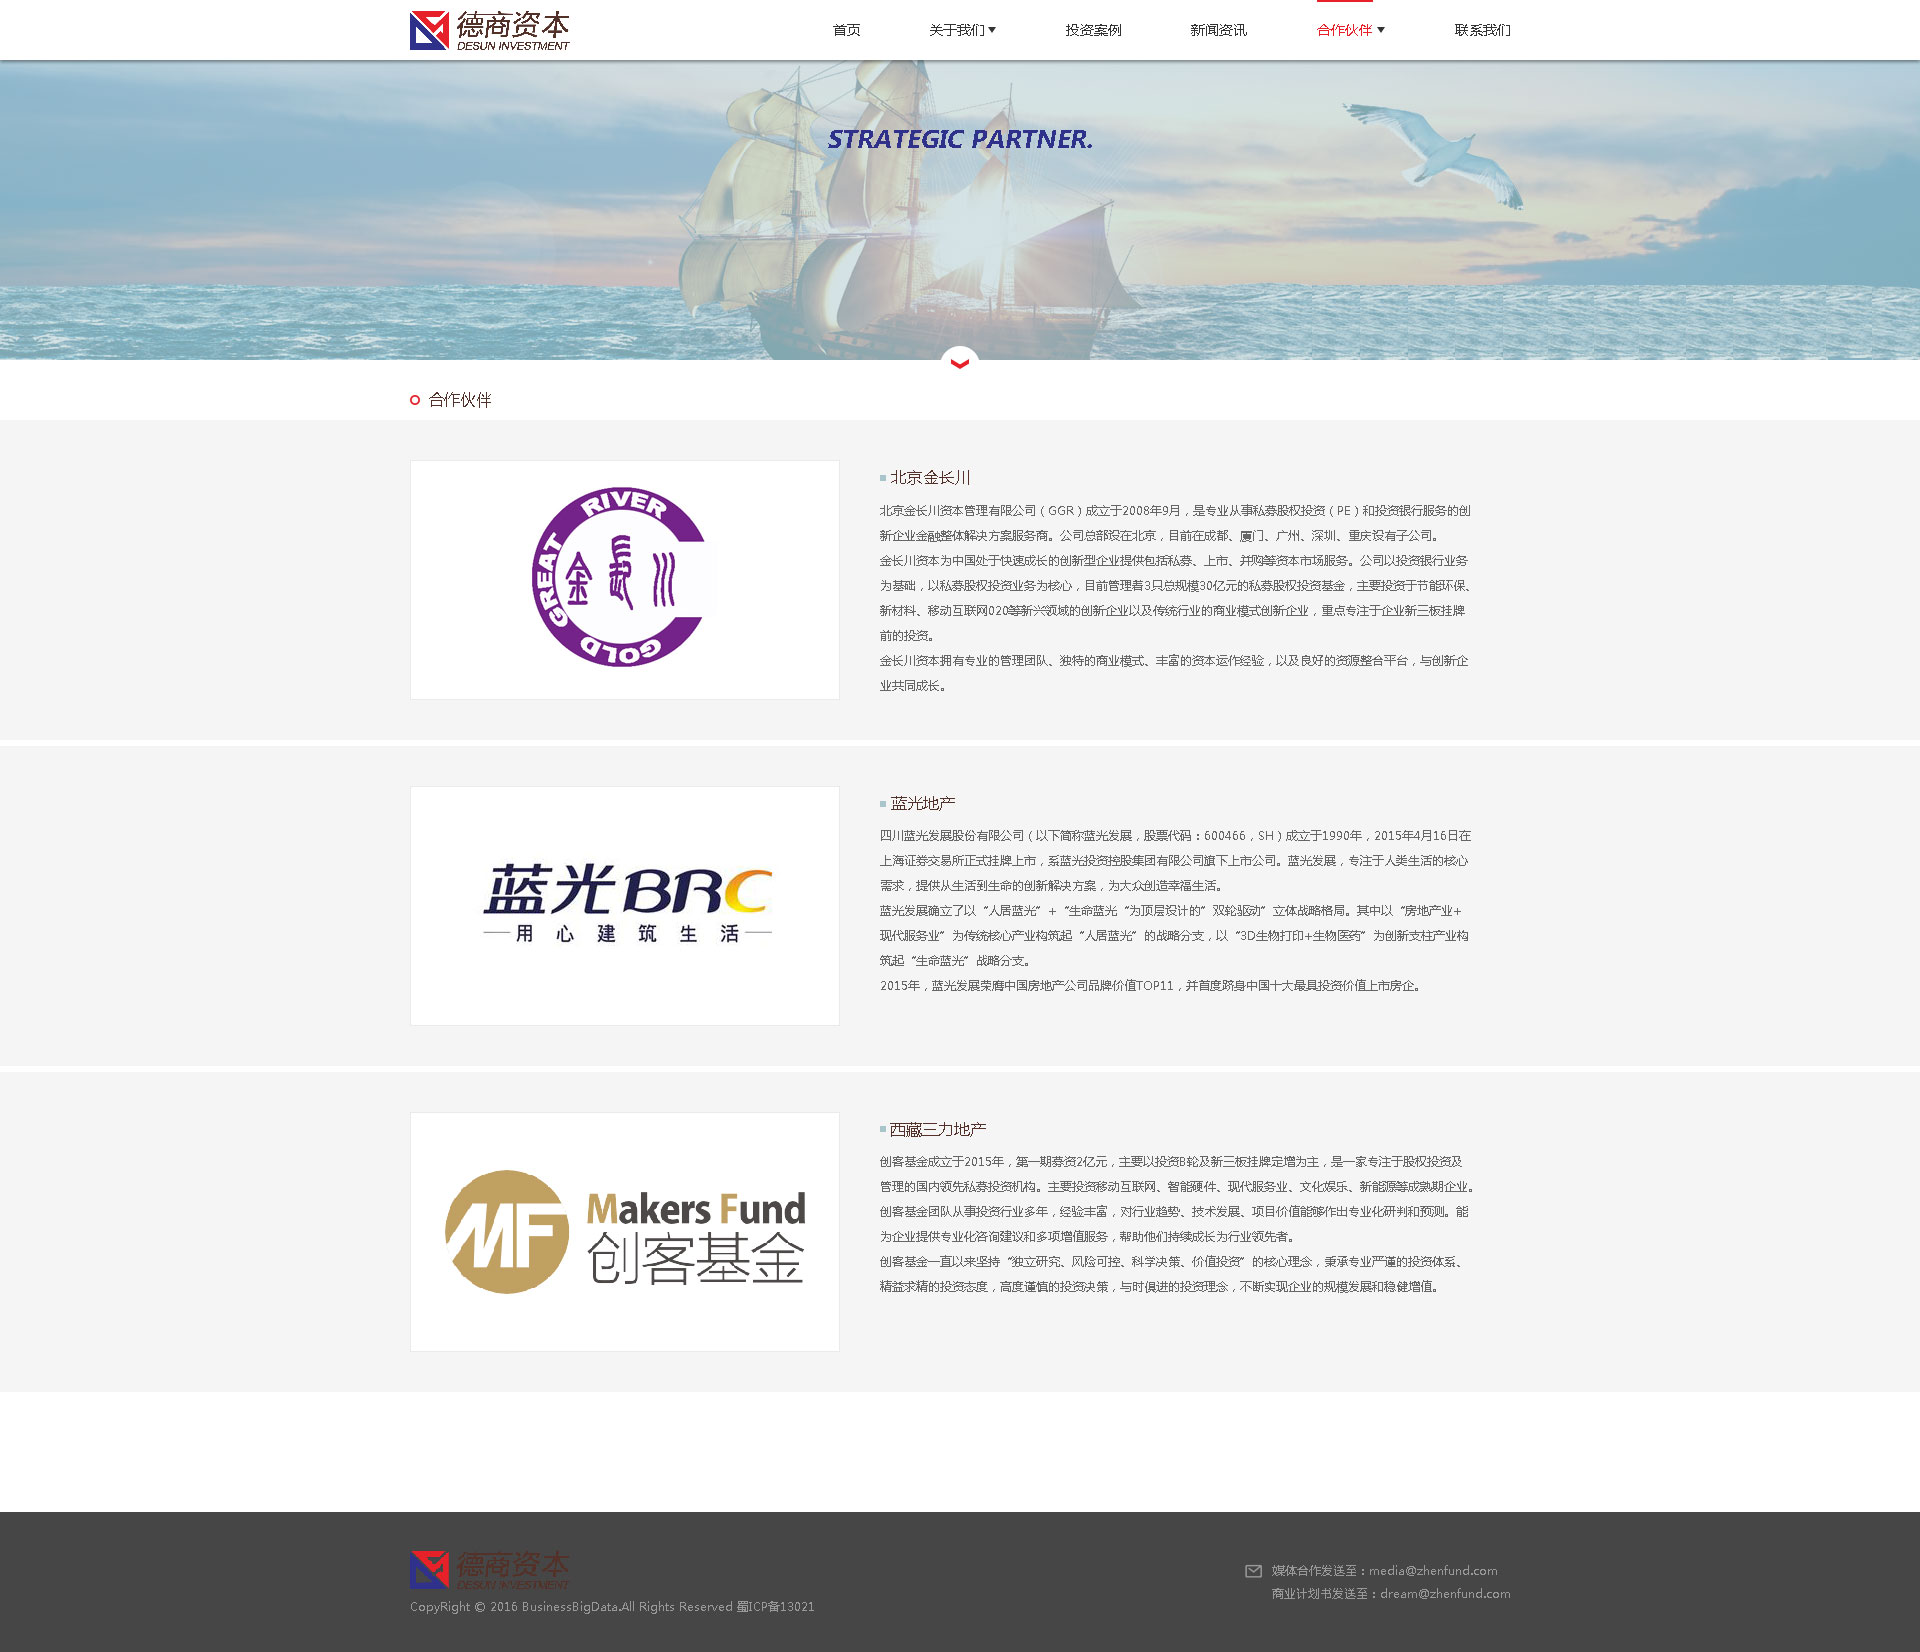 德商资本
DESUN INVESTMENT
首页 关于我们 投资案例 新闻资讯 合作伙伴 联系我们
STRATEGIC PARTNER.
合作伙伴
RIVER
GREAT
GOLD
金長川
北京金长川
北京金长川资本管理有限公司（GGR）成立于2008年9月，是专业从事私募股权投资（PE）和投资银行服务的创
新企业金融整体解决方案服务商。公司总部设在北京，目前在成都、厦门、广州、深圳、重庆设有子公司。
金长川资本为中国处于快速成长的创新型企业提供包括私募、上市、并购等资本市场服务。公司以投资银行业务
为基础，以私募股权投资业务为核心，目前管理着3只总规模30亿元的私募股权投资基金，主要投资于节能环保、
新材料、移动互联网O2O等新兴领域的创新企业以及传统行业的商业模式创新企业，重点专注于企业新三板挂牌
前的投资。
金长川资本拥有专业的管理团队、独特的商业模式、丰富的资本运作经验，以及良好的资源整合平台，与创新企
业共同成长。
蓝光BRC
用心建筑生活
蓝光地产
四川蓝光发展股份有限公司（以下简称蓝光发展，股票代码：600466，SH）成立于1990年，2015年4月16日在
上海证券交易所正式挂牌上市，系蓝光投资控股集团有限公司旗下上市公司。蓝光发展，专注于人类生活的核心
需求，提供从生活到生命的创新解决方案，为大众创造幸福生活。
蓝光发展确立了以“人居蓝光”+“生命蓝光“为顶层设计的”双轮驱动”立体战略格局。其中以“房地产业+
现代服务业”为传统核心产业构筑起“人居蓝光”的战略分支，以“3D生物打印+生物医药”为创新支柱产业构
筑起“生命蓝光”战略分支。
2015年，蓝光发展荣膺中国房地产公司品牌价值TOP11，并首度跻身中国十大最具投资价值上市房企。
MF
Makers Fund
创客基金
西藏三力地产
创客基金成立于2015年，第一期募资2亿元，主要以投资B轮及新三板挂牌定增为主，是一家专注于股权投资及
管理的国内领先私募投资机构。主要投资移动互联网、智能硬件、现代服务业、文化娱乐、新能源等成熟期企业。
创客基金团队从事投资行业多年，经验丰富，对行业趋势、技术发展、项目价值能够作出专业化研判和预测。能
为企业提供专业化咨询建议和多项增值服务，帮助他们持续成长为行业领先者。
创客基金一直以来坚持“独立研究、风险可控、科学决策、价值投资”的核心理念，秉承专业严谨的投资体系、
精益求精的投资态度，高度谨慎的投资决策，与时俱进的投资理念，不断实现企业的规模发展和稳健增值。
德商资本
DESUN INVESTMENT
CopyRight © 2016 BusinessBigData.All Rights Reserved 蜀ICP备13021
媒体合作发送至：media@zhenfund.com
商业计划书发送至：dream@zhenfund.com